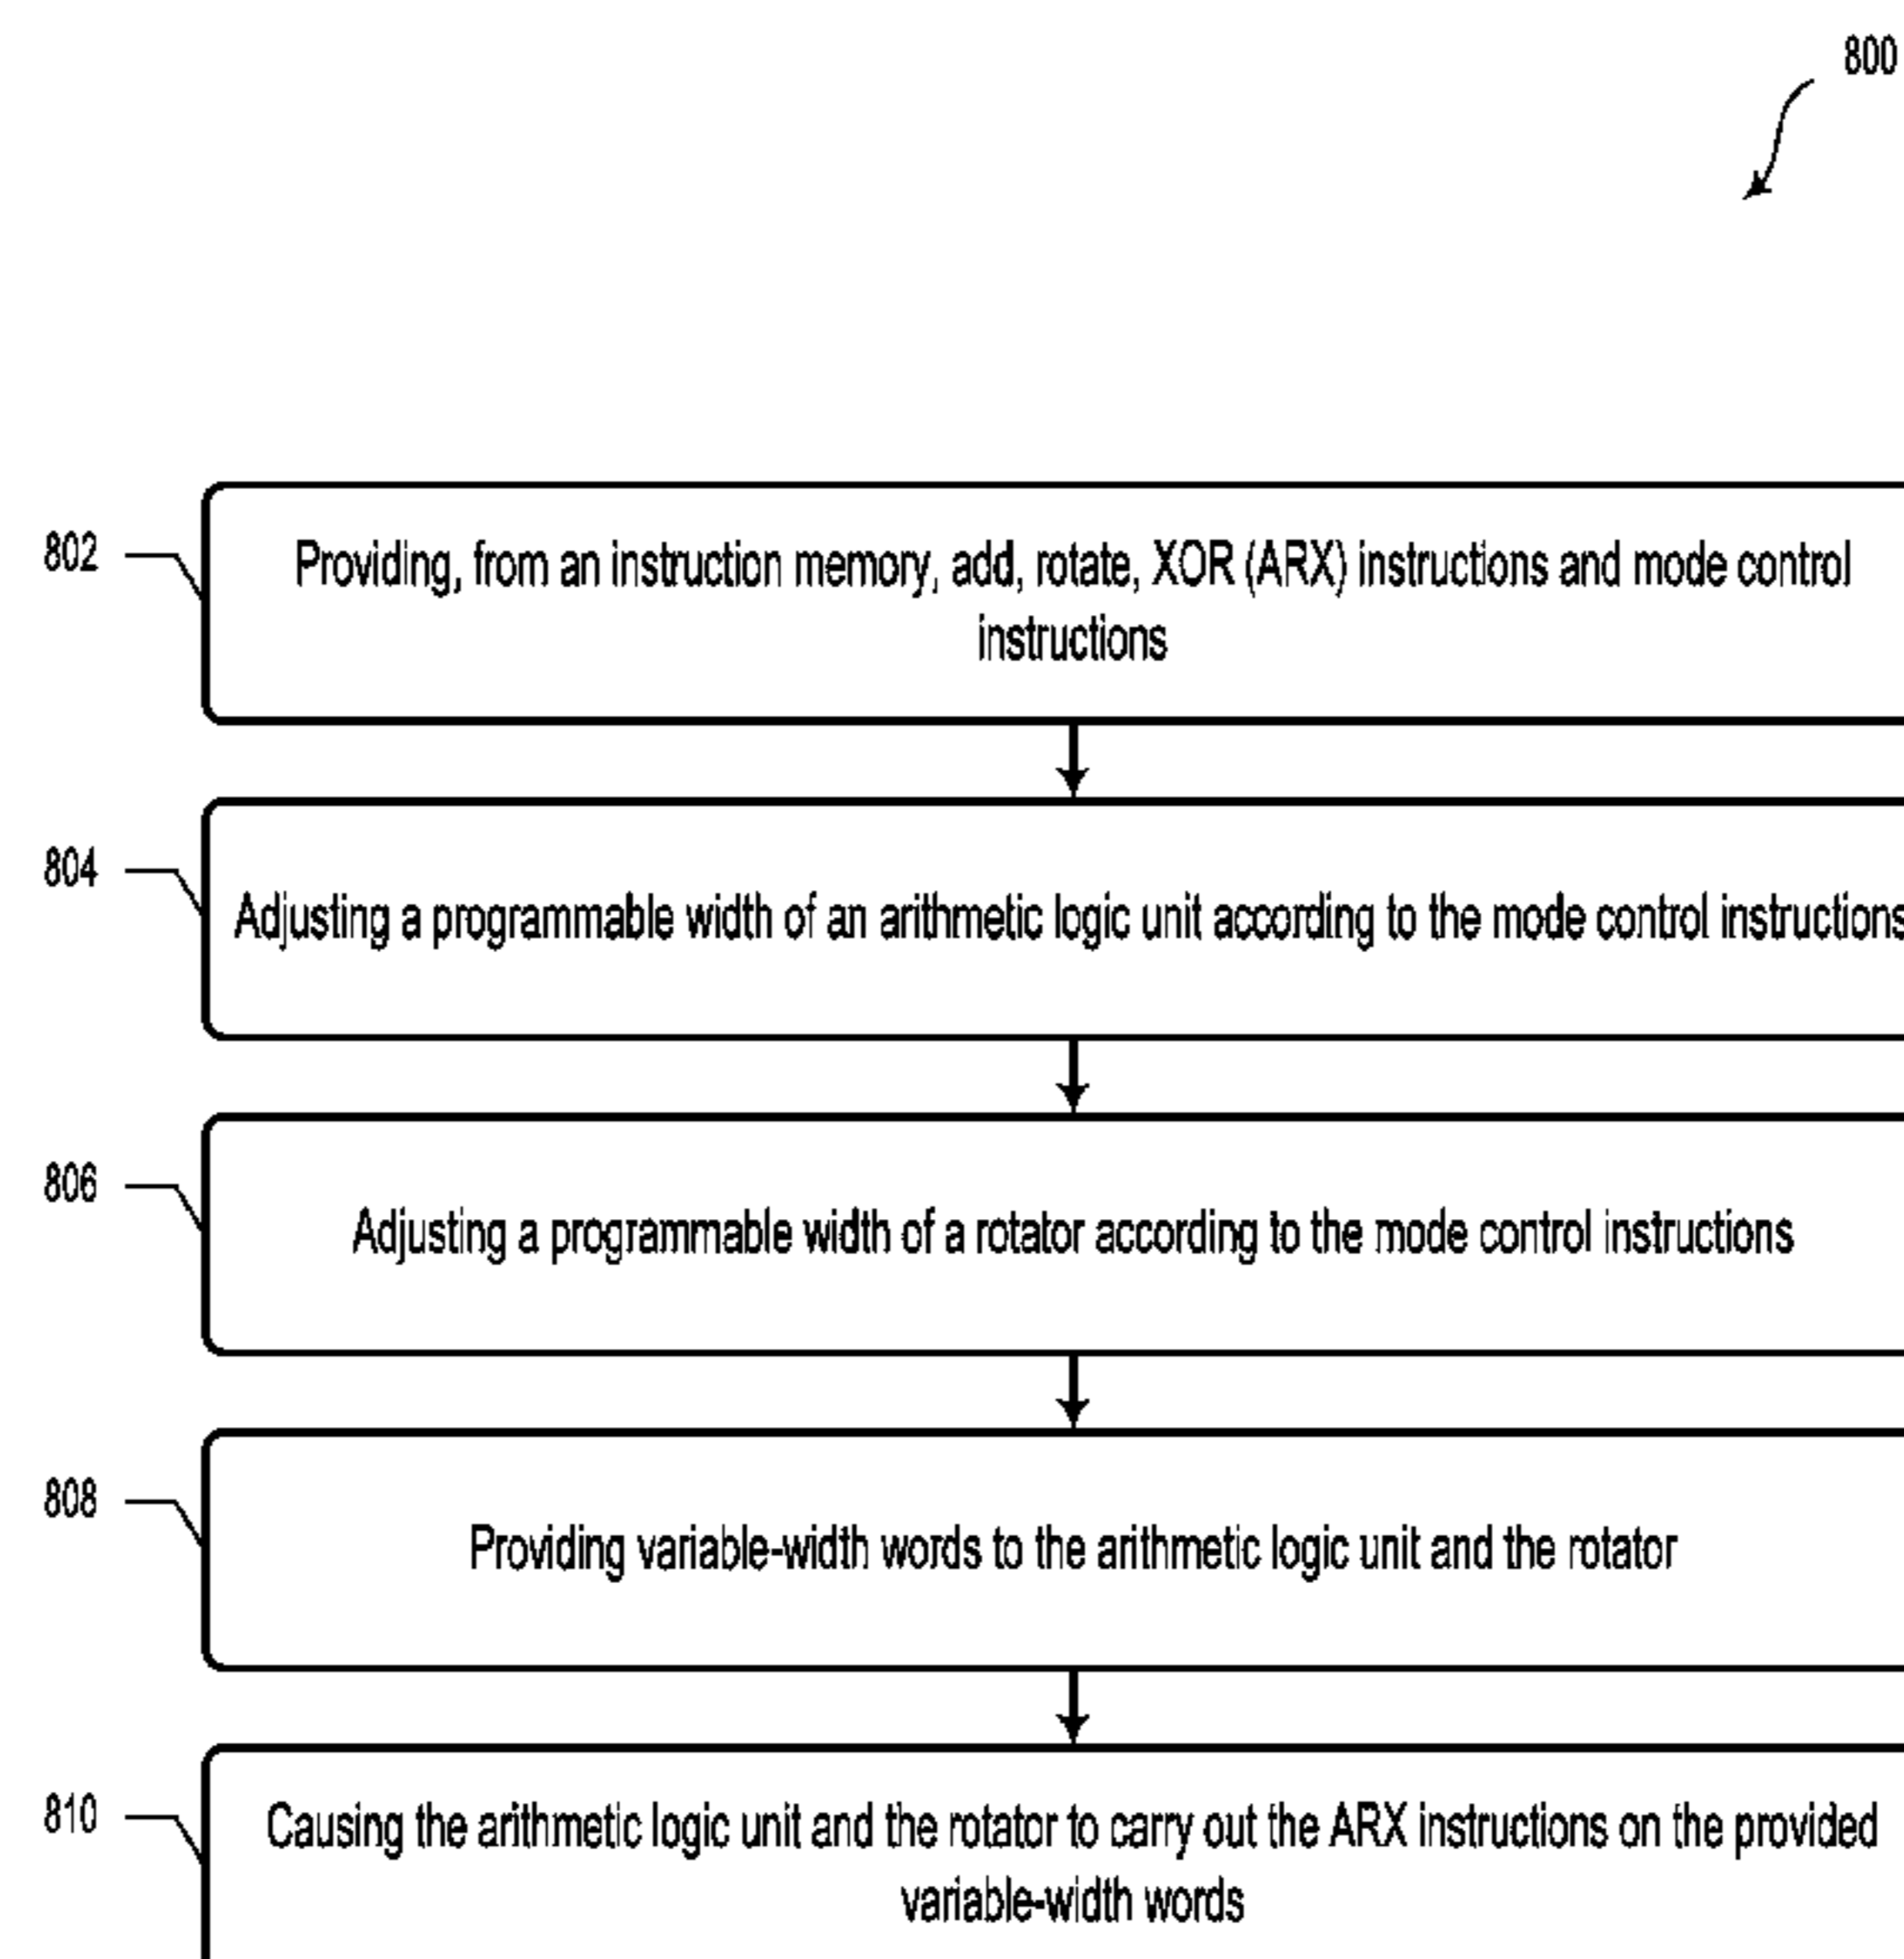 800
802
Providing, from an instruction memory, add, rotate, XOR (ARX) instructions and mode control
instructions
804
Adjusting a programmable width of an arithmetic logic unit according to the mode control instructions
806
Adjusting a programmable width of a rotator according to the mode control instructions
808
Providing variable-width words to the arithmetic logic unit and the rotator
810
Causing the arithmetic logic unit and the rotator to carry out the ARX instructions on the provided
variable-width words